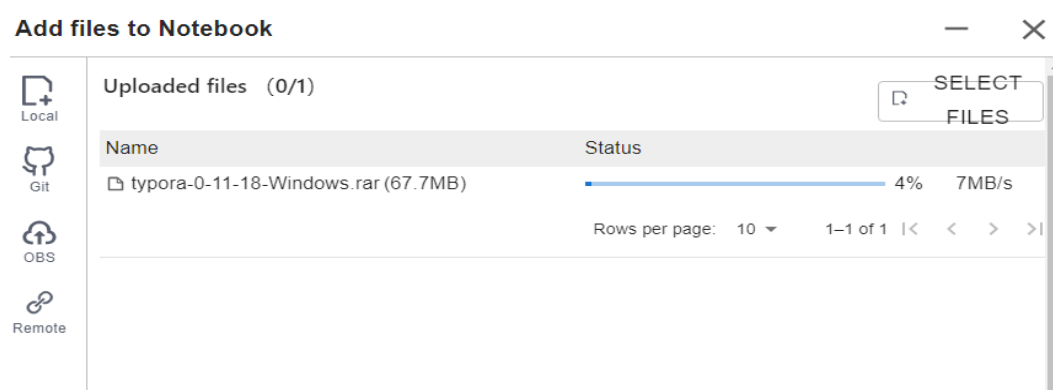 Add files to Notebook
Local
Git
OBS
Remote
Uploaded files (0/1)
SELECT
FILES
Name Status
typora-0-11-18-Windows.rar (67.7MB) 4% 7MB/s
Rows per page: 10 1–1 of 1